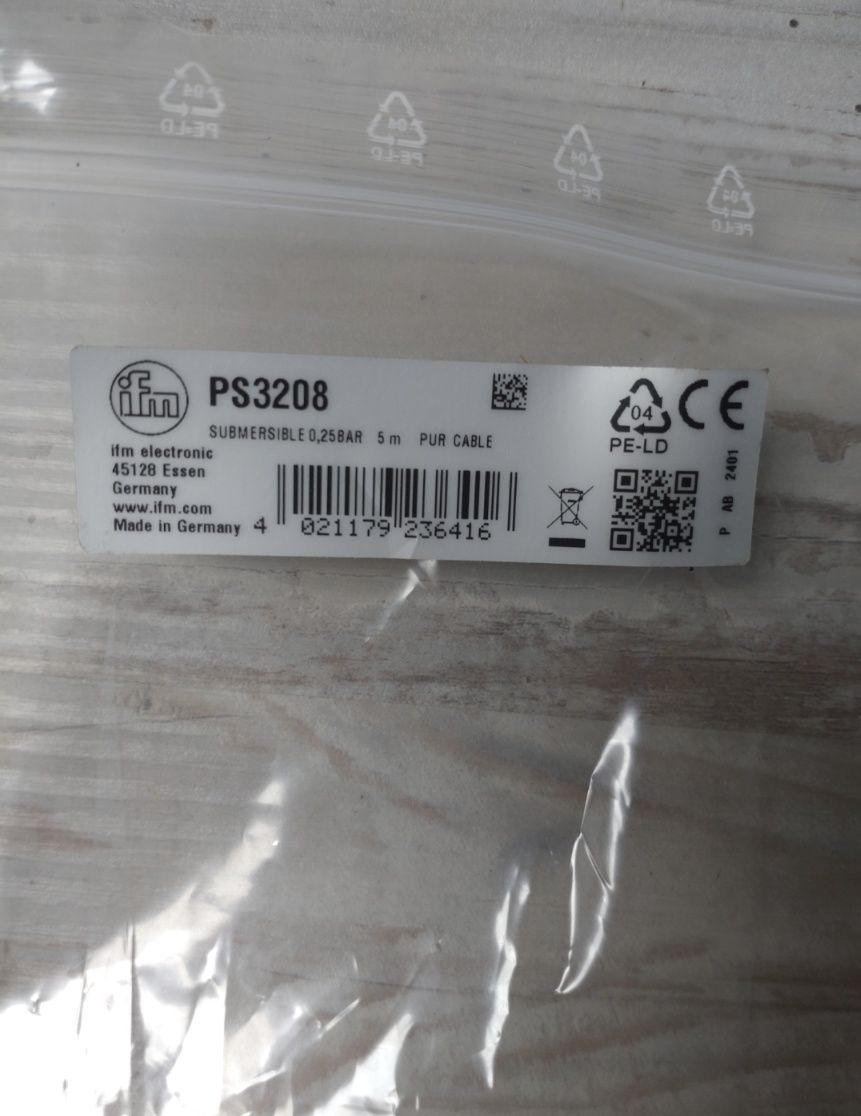 04
PE-LD
04
PE-LD
04
PE-LD
04
PE-LD
ifm
PS3208
SUBMERSIBLE 0,25BAR 5 m PUR CABLE
ifm electronic
45128 Essen
Germany
www.ifm.com
Made in Germany
4 021179 236416
04
PE-LD
CE
P AB 2401